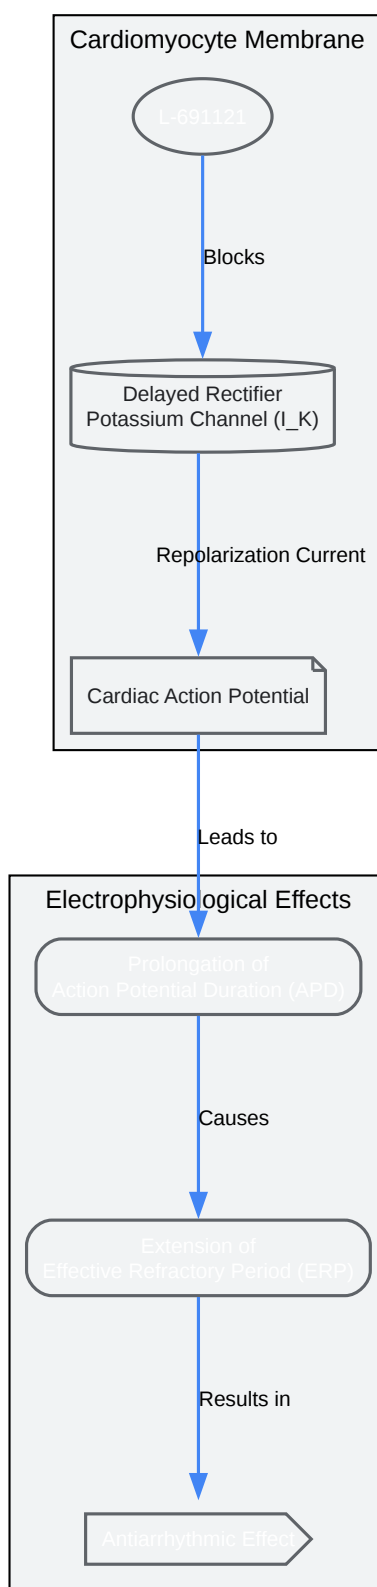 Cardiomyocyte Membrane
L-691121
Blocks
Delayed Rectifier
Potassium Channel (I_K)
Repolarization Current
Cardiac Action Potential
Leads to
Electrophysiological Effects
Prolongation of
Action Potential Duration (APD)
Causes
Extension of
Effective Refractory Period (ERP)
Results in
Antiarrhythmic Effect